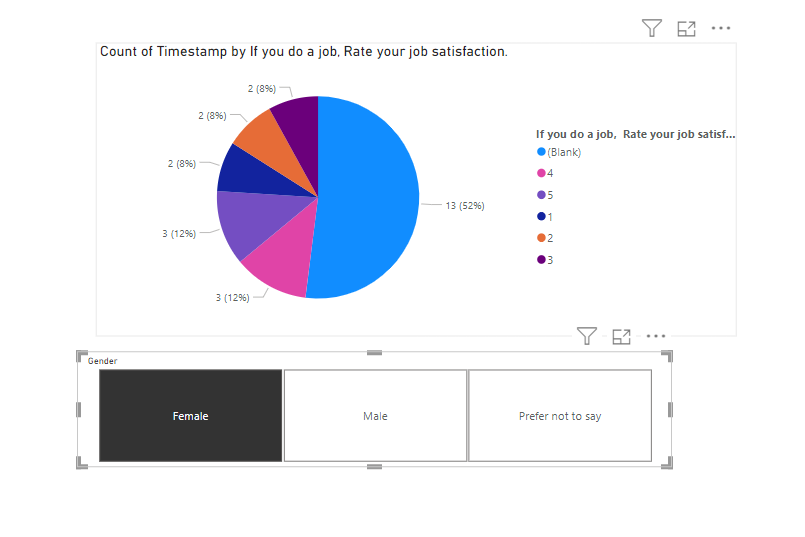 Count of Timestamp by If you do a job, Rate your job satisfaction.
2 (8%)
2 (8%)
2 (8%)
3 (12%)
3 (12%)
13 (52%)
If you do a job,  Rate your job satisf...
(Blank)
4
5
1
2
3
Gender
Female
Male
Prefer not to say